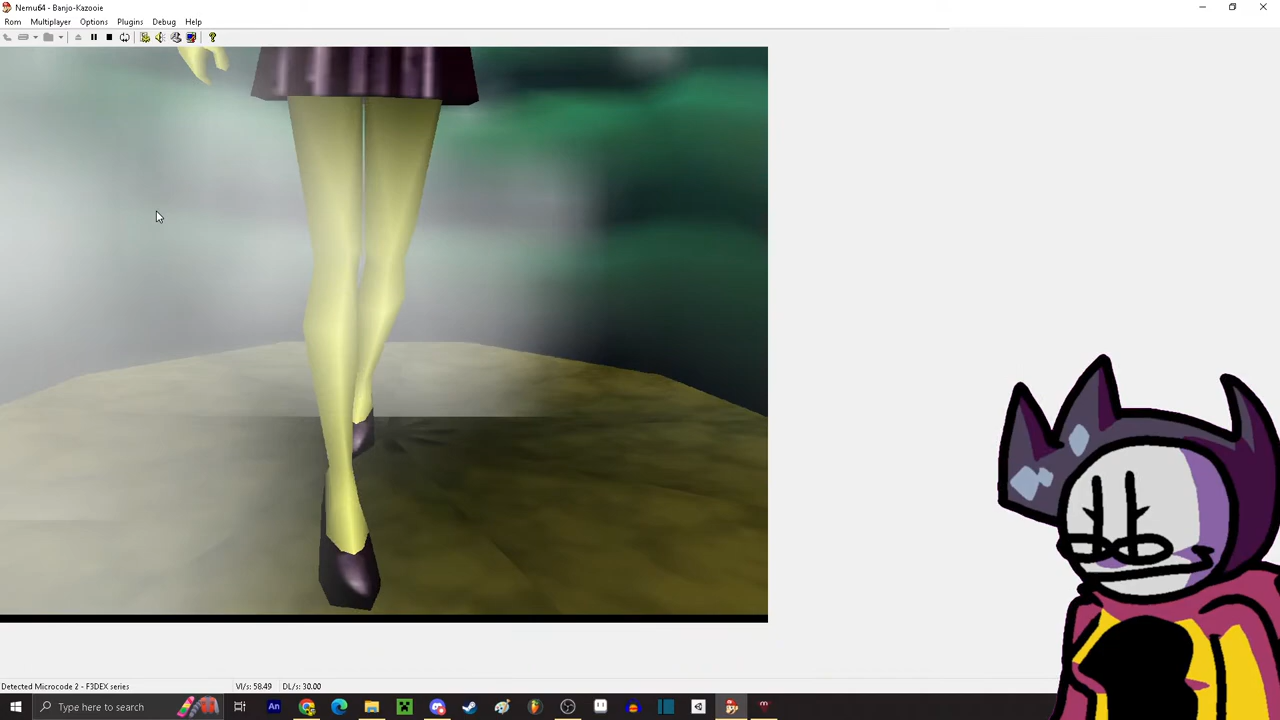 Nemu64 - Banjo-Kazooie
Rom Multiplayer Options Plugins Debug Help
Detected Microcode 2 - F3DEX series VI/s: 58.49 DL/s: 30.00
Type here to search